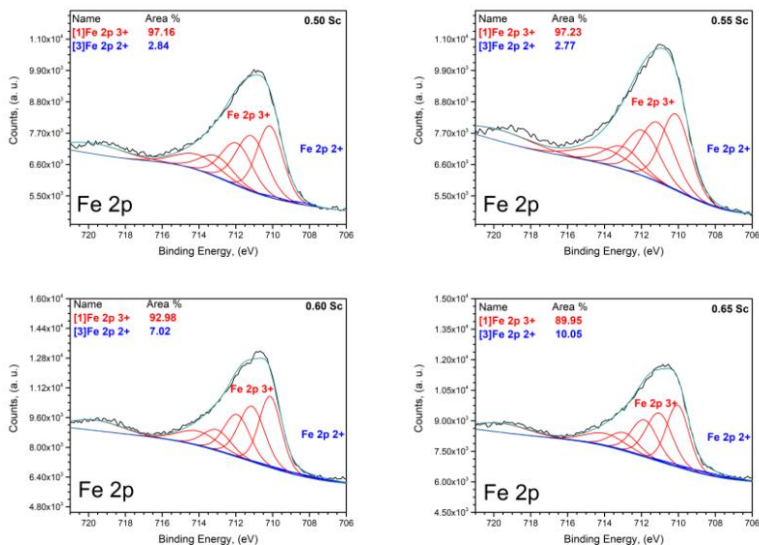 Name Area % 0.50 Sc
[1]Fe 2p 3+ 97.16
[3]Fe 2p 2+ 2.84
1.10x10⁴
9.90x10³
8.80x10³
7.70x10³
6.60x10³
5.50x10³
Counts, (a. u.)
Fe 2p 3+
Fe 2p 2+
Fe 2p
720 718 716 714 712 710 708 706
Binding Energy, (eV)
Name Area % 0.55 Sc
[1]Fe 2p 3+ 97.23
[3]Fe 2p 2+ 2.77
1.10x10⁴
9.90x10³
8.80x10³
7.70x10³
6.60x10³
5.50x10³
Counts, (a. u.)
Fe 2p 3+
Fe 2p 2+
Fe 2p
720 718 716 714 712 710 708 706
Binding Energy, (eV)
Name Area % 0.60 Sc
[1]Fe 2p 3+ 92.98
[3]Fe 2p 2+ 7.02
1.60x10⁴
1.44x10⁴
1.28x10⁴
1.12x10⁴
9.60x10³
8.00x10³
6.40x10³
4.80x10³
Counts, (a. u.)
Fe 2p 3+
Fe 2p 2+
Fe 2p
720 718 716 714 712 710 708 706
Binding Energy, (eV)
Name Area % 0.65 Sc
[1]Fe 2p 3+ 89.95
[3]Fe 2p 2+ 10.05
1.50x10⁴
1.35x10⁴
1.20x10⁴
1.05x10⁴
9.00x10³
7.50x10³
6.00x10³
4.50x10³
Counts, (a. u.)
Fe 2p 3+
Fe 2p 2+
Fe 2p
720 718 716 714 712 710 708 706
Binding Energy, (eV)